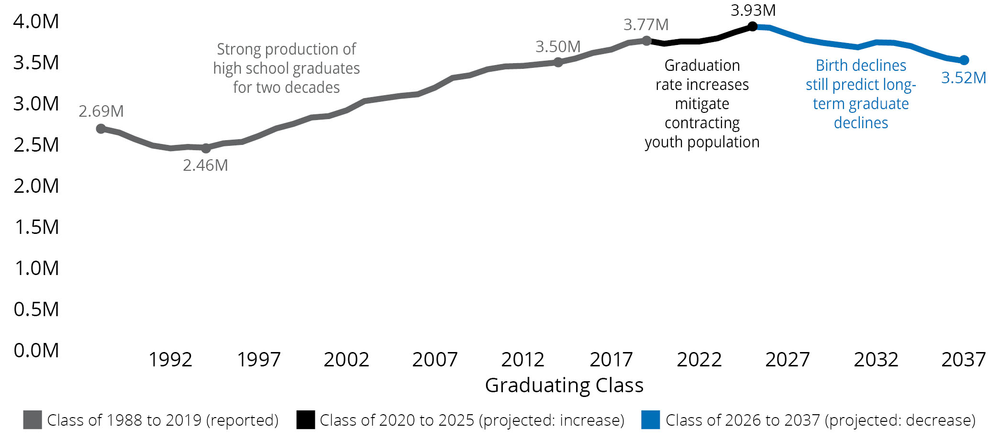 4.0M
3.5M
3.0M
2.5M
2.0M
1.5M
1.0M
0.5M
0.0M
2.69M
2.46M
3.50M
3.77M
3.93M
3.52M
Strong production of
high school graduates
for two decades
Graduation
rate increases
mitigate
contracting
youth population
Birth declines
still predict long-
term graduate
declines
1992 1997 2002 2007 2012 2017 2022 2027 2032 2037
Graduating Class
Class of 1988 to 2019 (reported) Class of 2020 to 2025 (projected: increase) Class of 2026 to 2037 (projected: decrease)